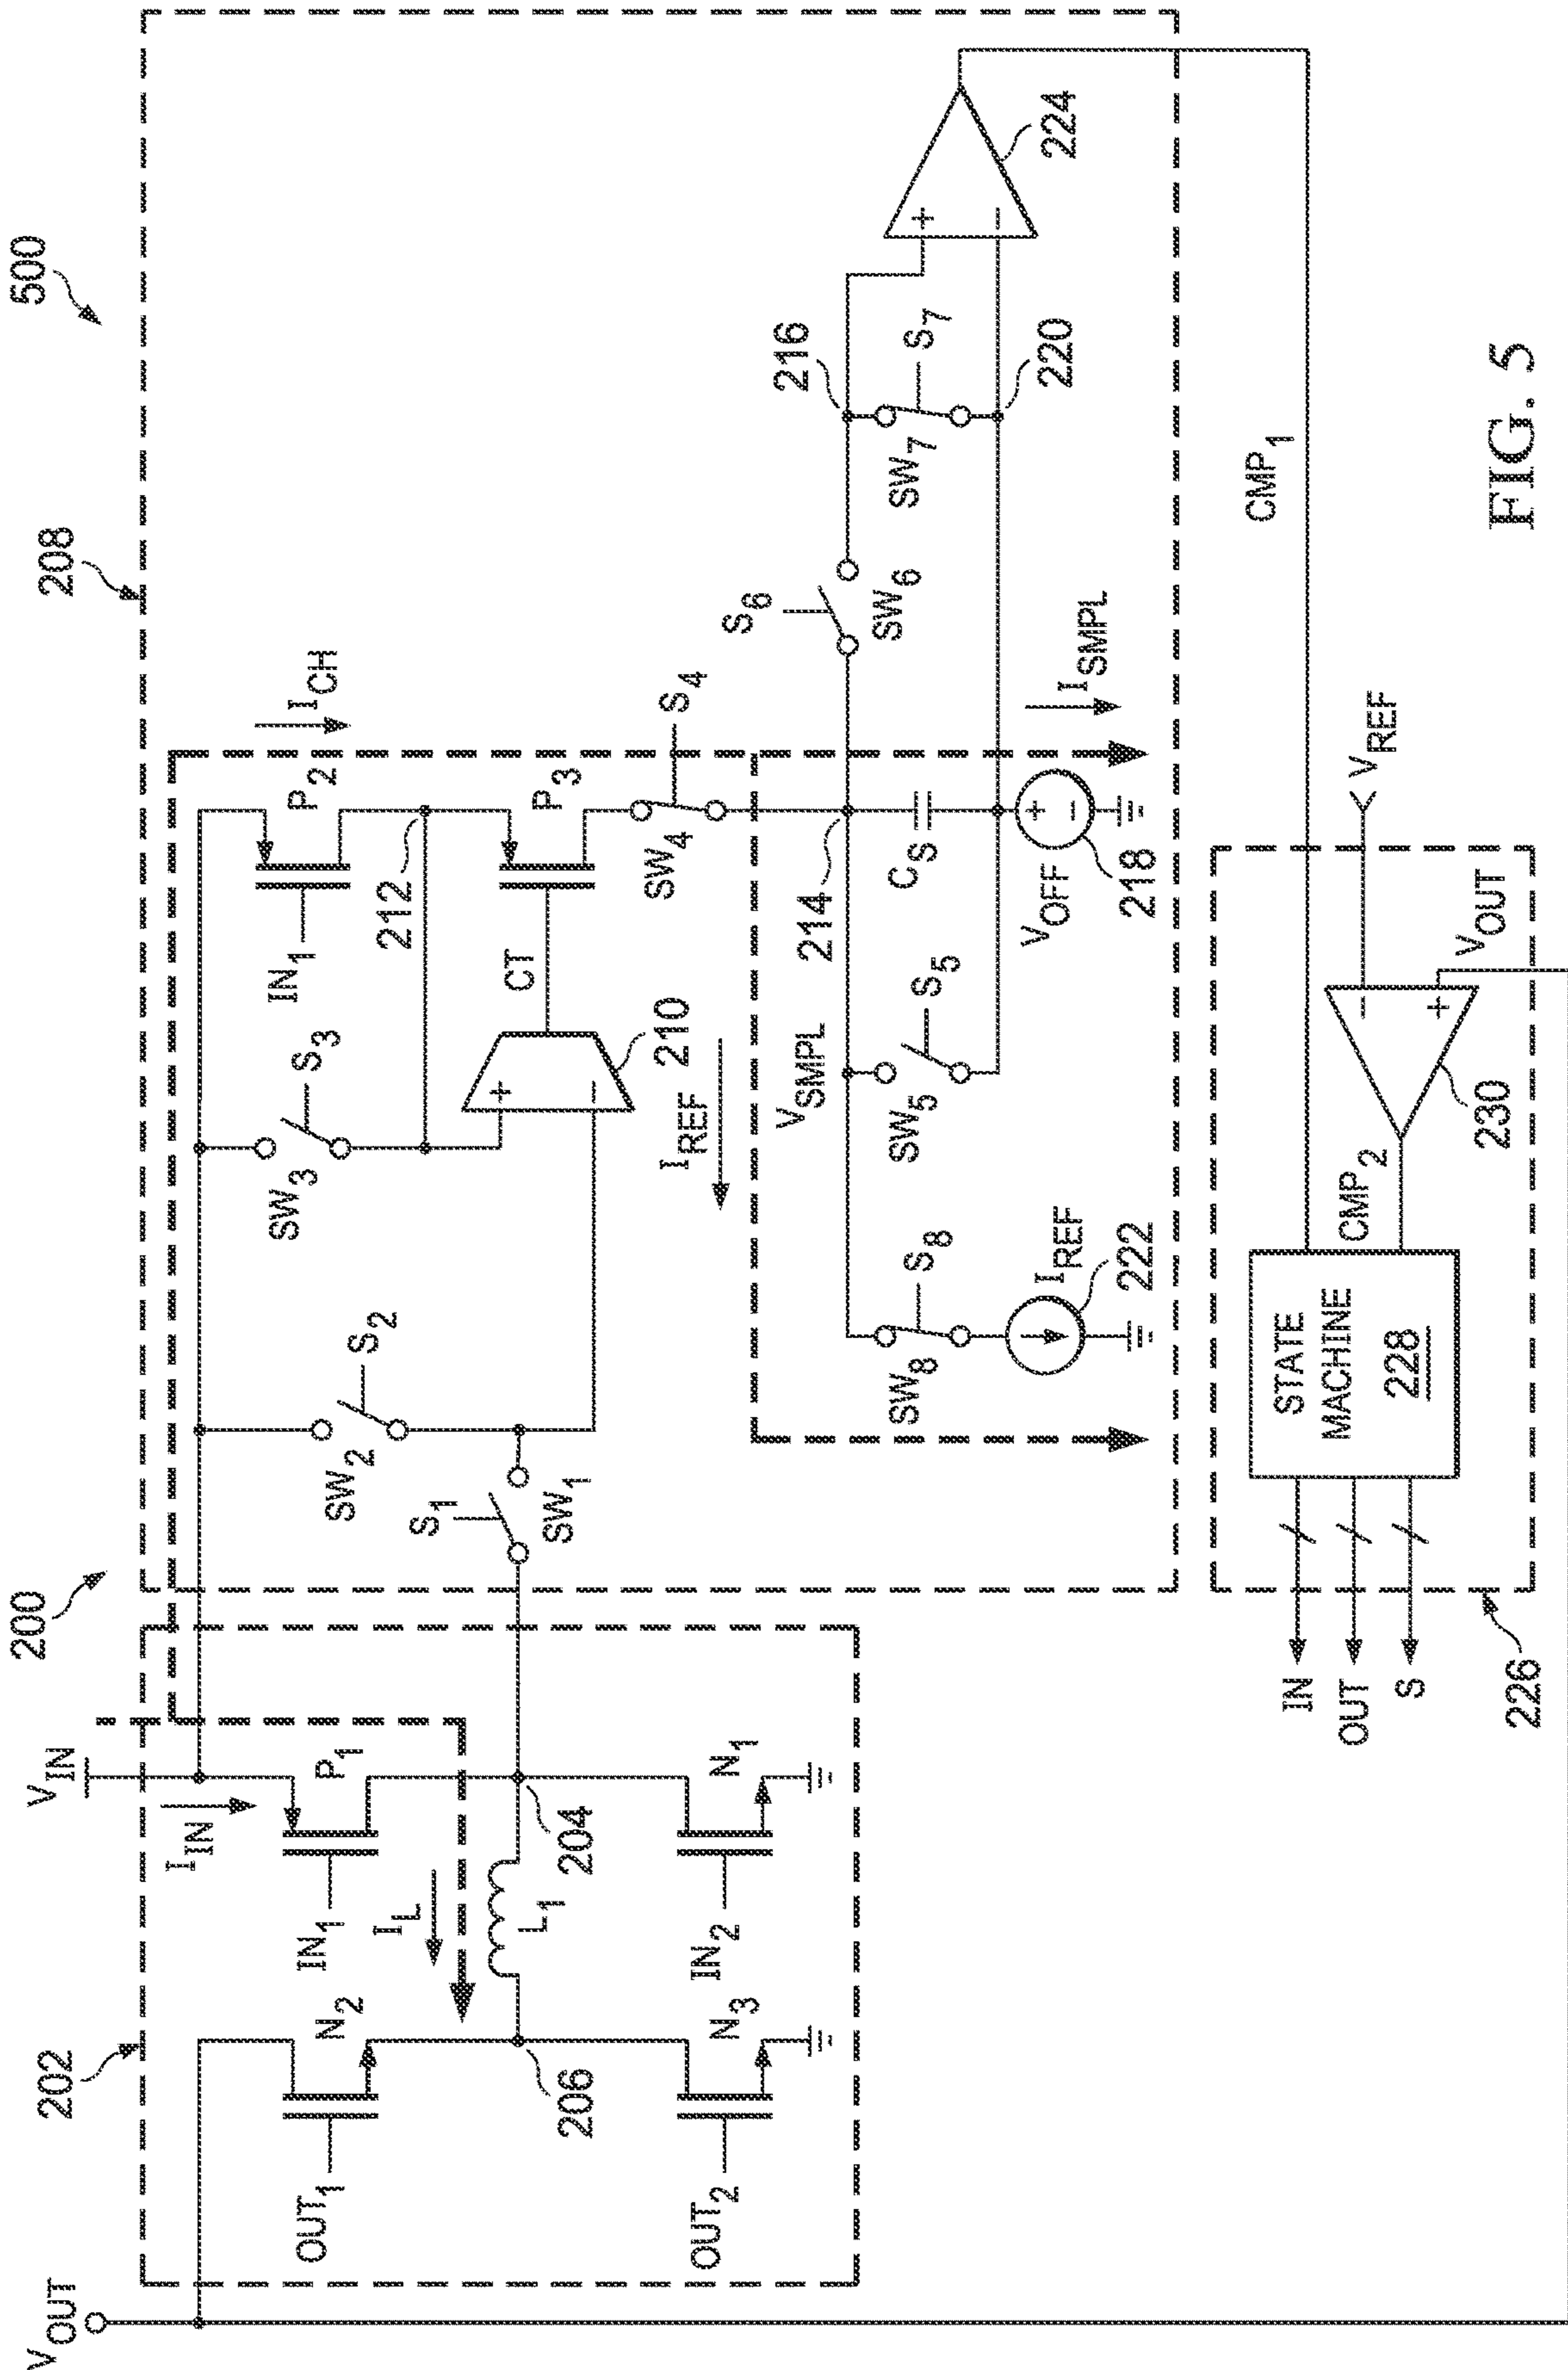 500
200
208
202
V_IN
I_IN
V_OUT
I_CH
P_1
IN_1
I_L
N_2
OUT_1
L_1
204
206
N_1
IN_2
N_3
OUT_2
S_1
SW_1
S_2
SW_2
S_3
SW_3
P_2
IN_1
212
+
−
210
CT
P_3
S_4
SW_4
I_REF
V_SMPL
214
S_8
SW_8
I_REF
222
S_5
SW_5
C_S
V_OFF
+
−
218
I_SMPL
S_6
SW_6
216
S_7
SW_7
220
+
−
224
CMP_1
V_REF
V_OUT
−
+
230
CMP_2
STATE
MACHINE
228
IN
OUT
S
226
FIG. 5